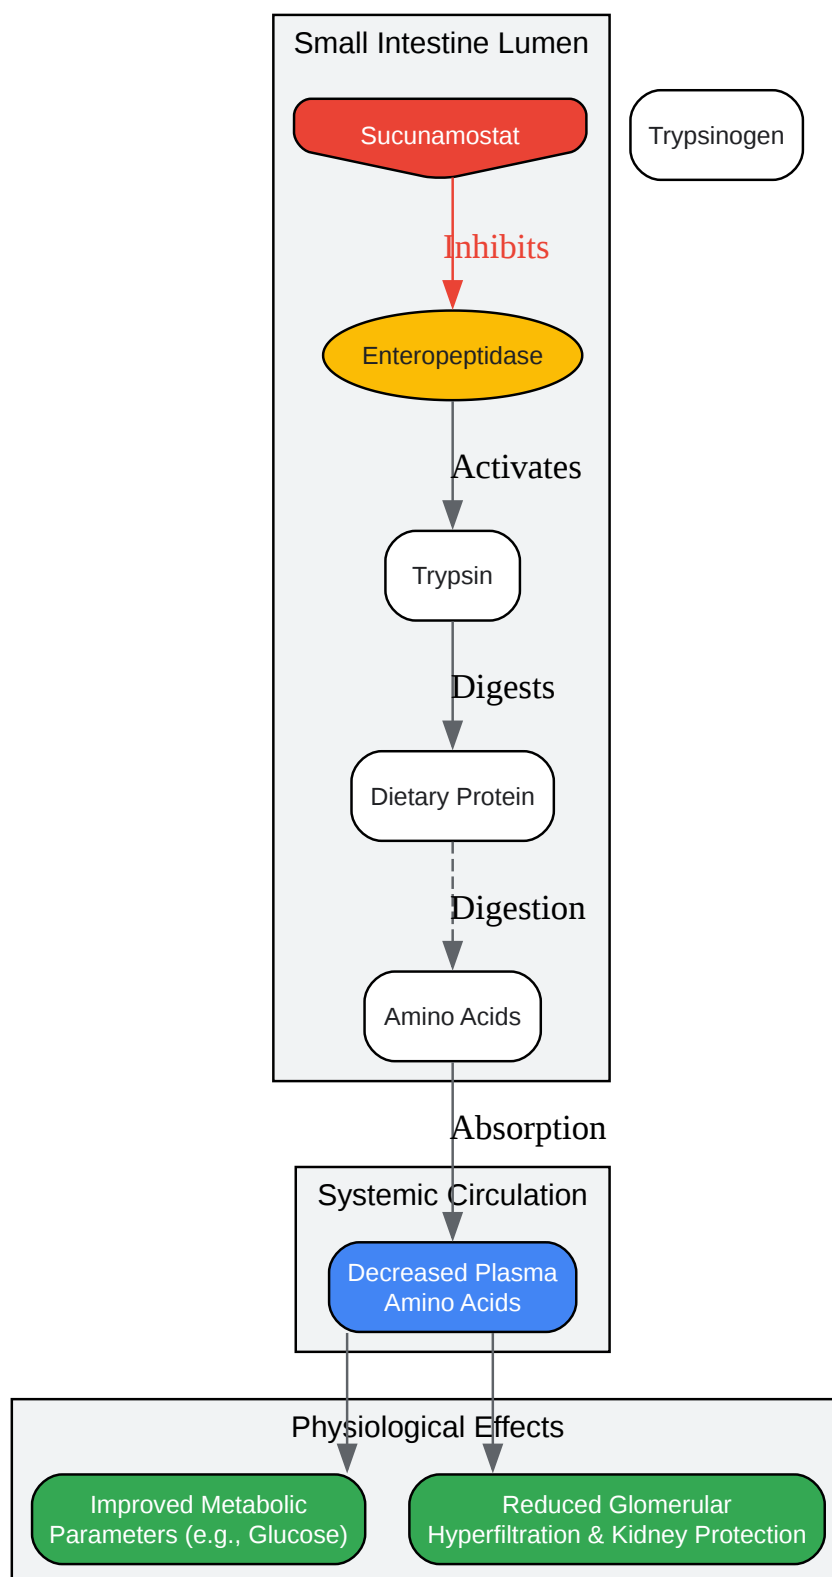 Small Intestine Lumen
Sucunamostat
Trypsinogen
Inhibits
Enteropeptidase
Activates
Trypsin
Digests
Dietary Protein
Digestion
Amino Acids
Absorption
Systemic Circulation
Decreased Plasma
Amino Acids
Physiological Effects
Improved Metabolic
Parameters (e.g., Glucose)
Reduced Glomerular
Hyperfiltration & Kidney Protection